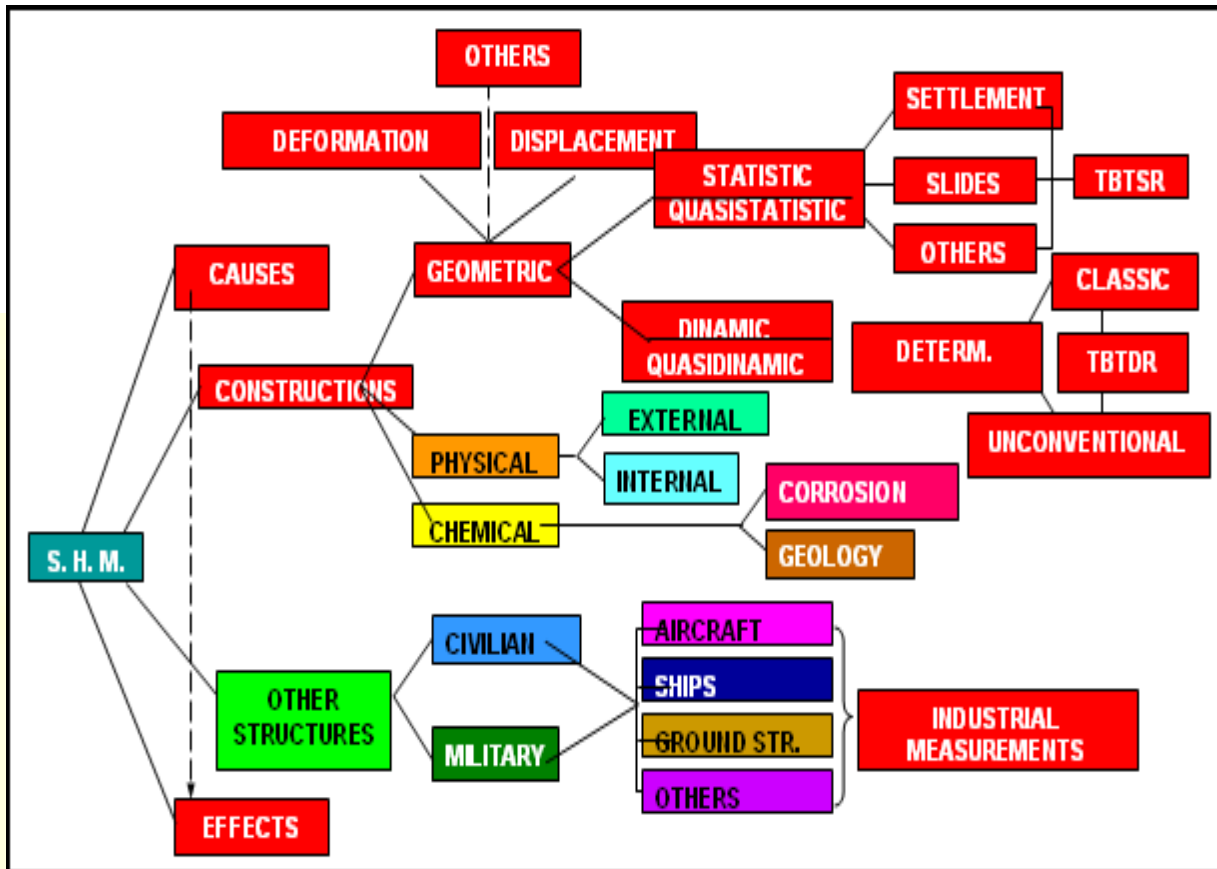 OTHERS
DEFORMATION
DISPLACEMENT
SETTLEMENT
STATISTIC
QUASISTATISTIC
SLIDES
TBTSR
OTHERS
CAUSES
GEOMETRIC
CLASSIC
DINAMIC
QUASIDINAMIC
DETERM.
TBTDR
CONSTRUCTIONS
EXTERNAL
UNCONVENTIONAL
PHYSICAL
INTERNAL
CORROSION
CHEMICAL
GEOLOGY
S. H. M.
CIVILIAN
AIRCRAFT
SHIPS
OTHER
STRUCTURES
INDUSTRIAL
MEASUREMENTS
MILITARY
GROUND STR.
OTHERS
EFFECTS